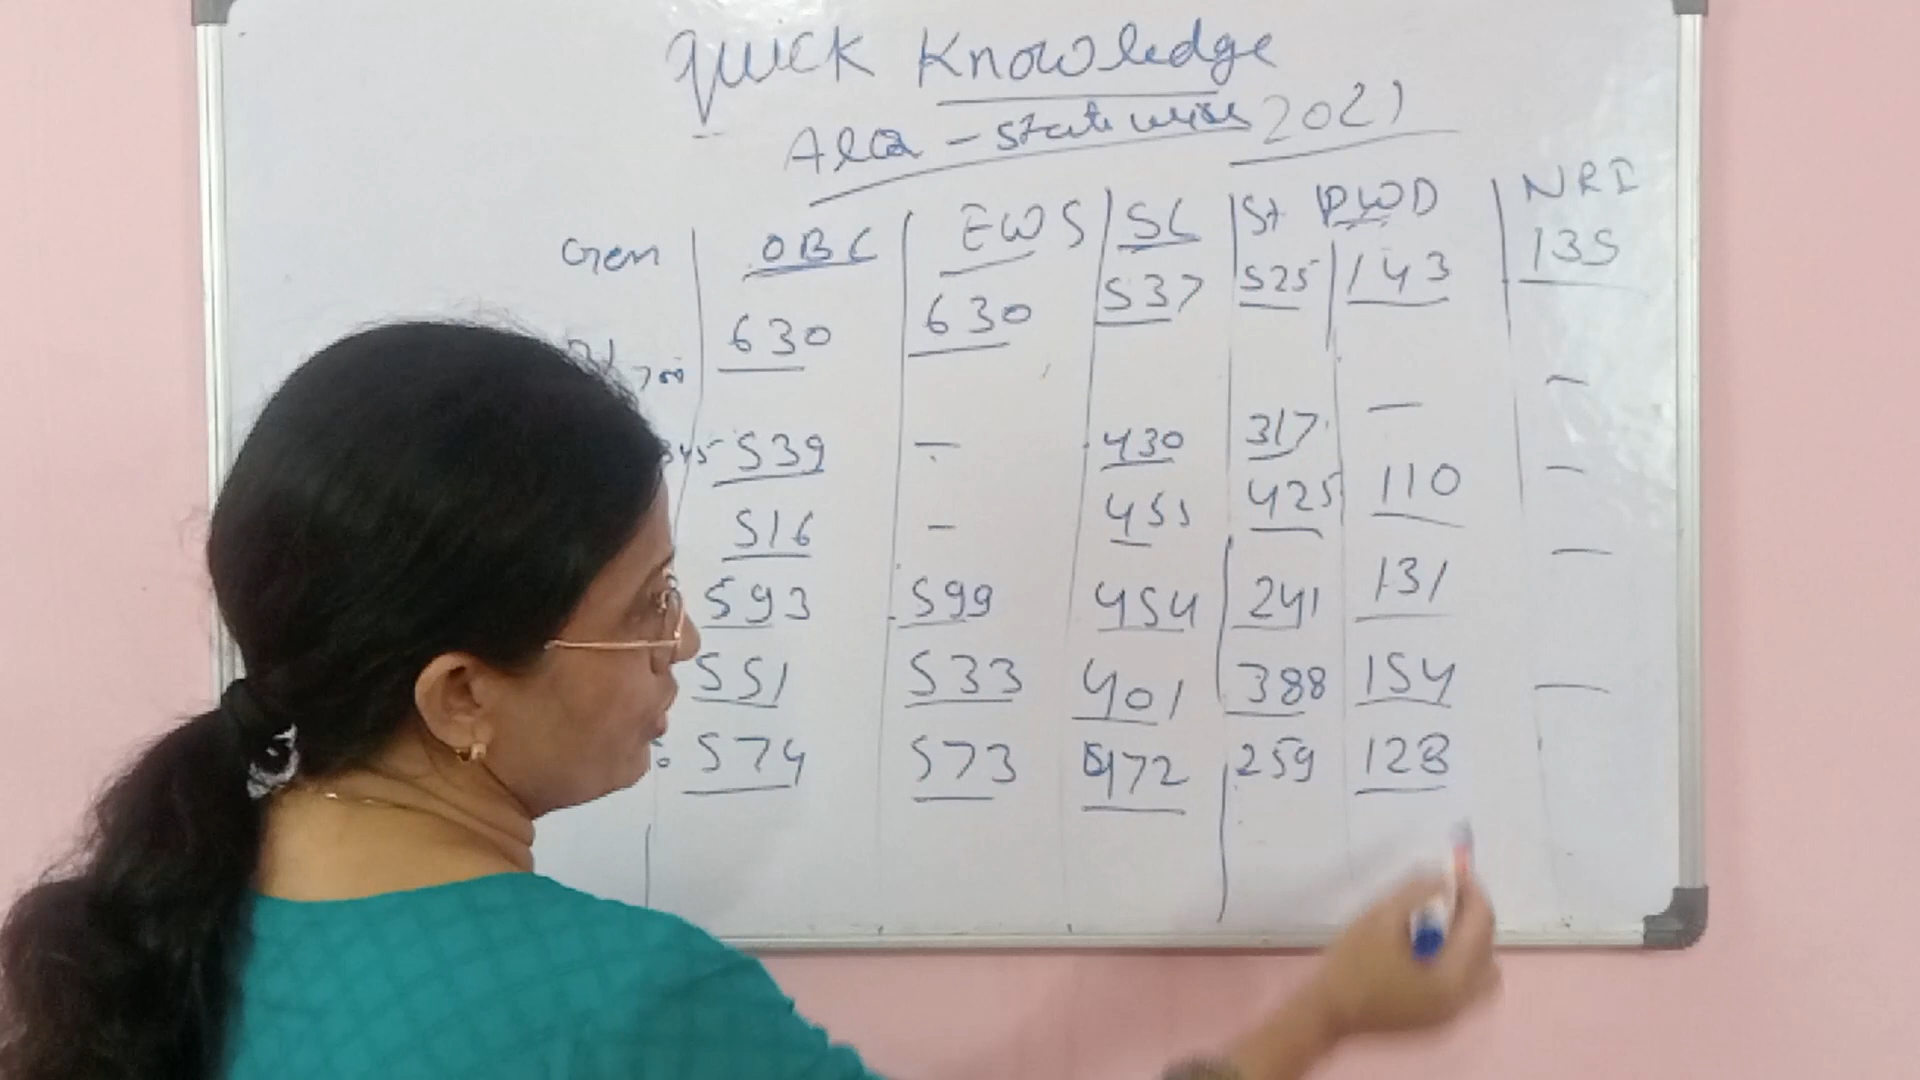 Quick Knowledge
AIQ - State wise 2021
Gen OBC EWS SC St PWD NRI
630 630 537 525 143 135
539 - 430 317 - -
516 - 455 425 110 -
593 599 454 241 131 -
551 533 401 388 154 -
574 573 472 259 128